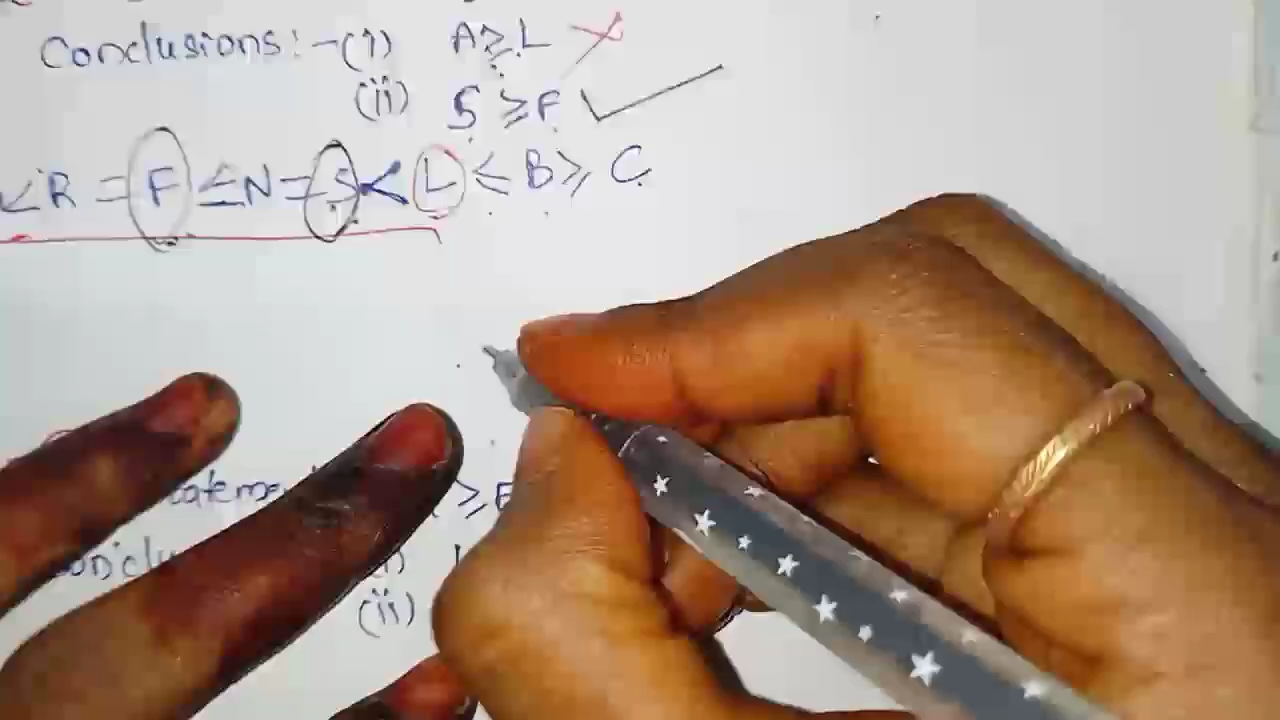 Conclusions:- (i) A ≥ L ✗
(ii) S ≥ F ✓
< R = F ≤ N = S < L ≤ B ≥ C
≥
(ii)